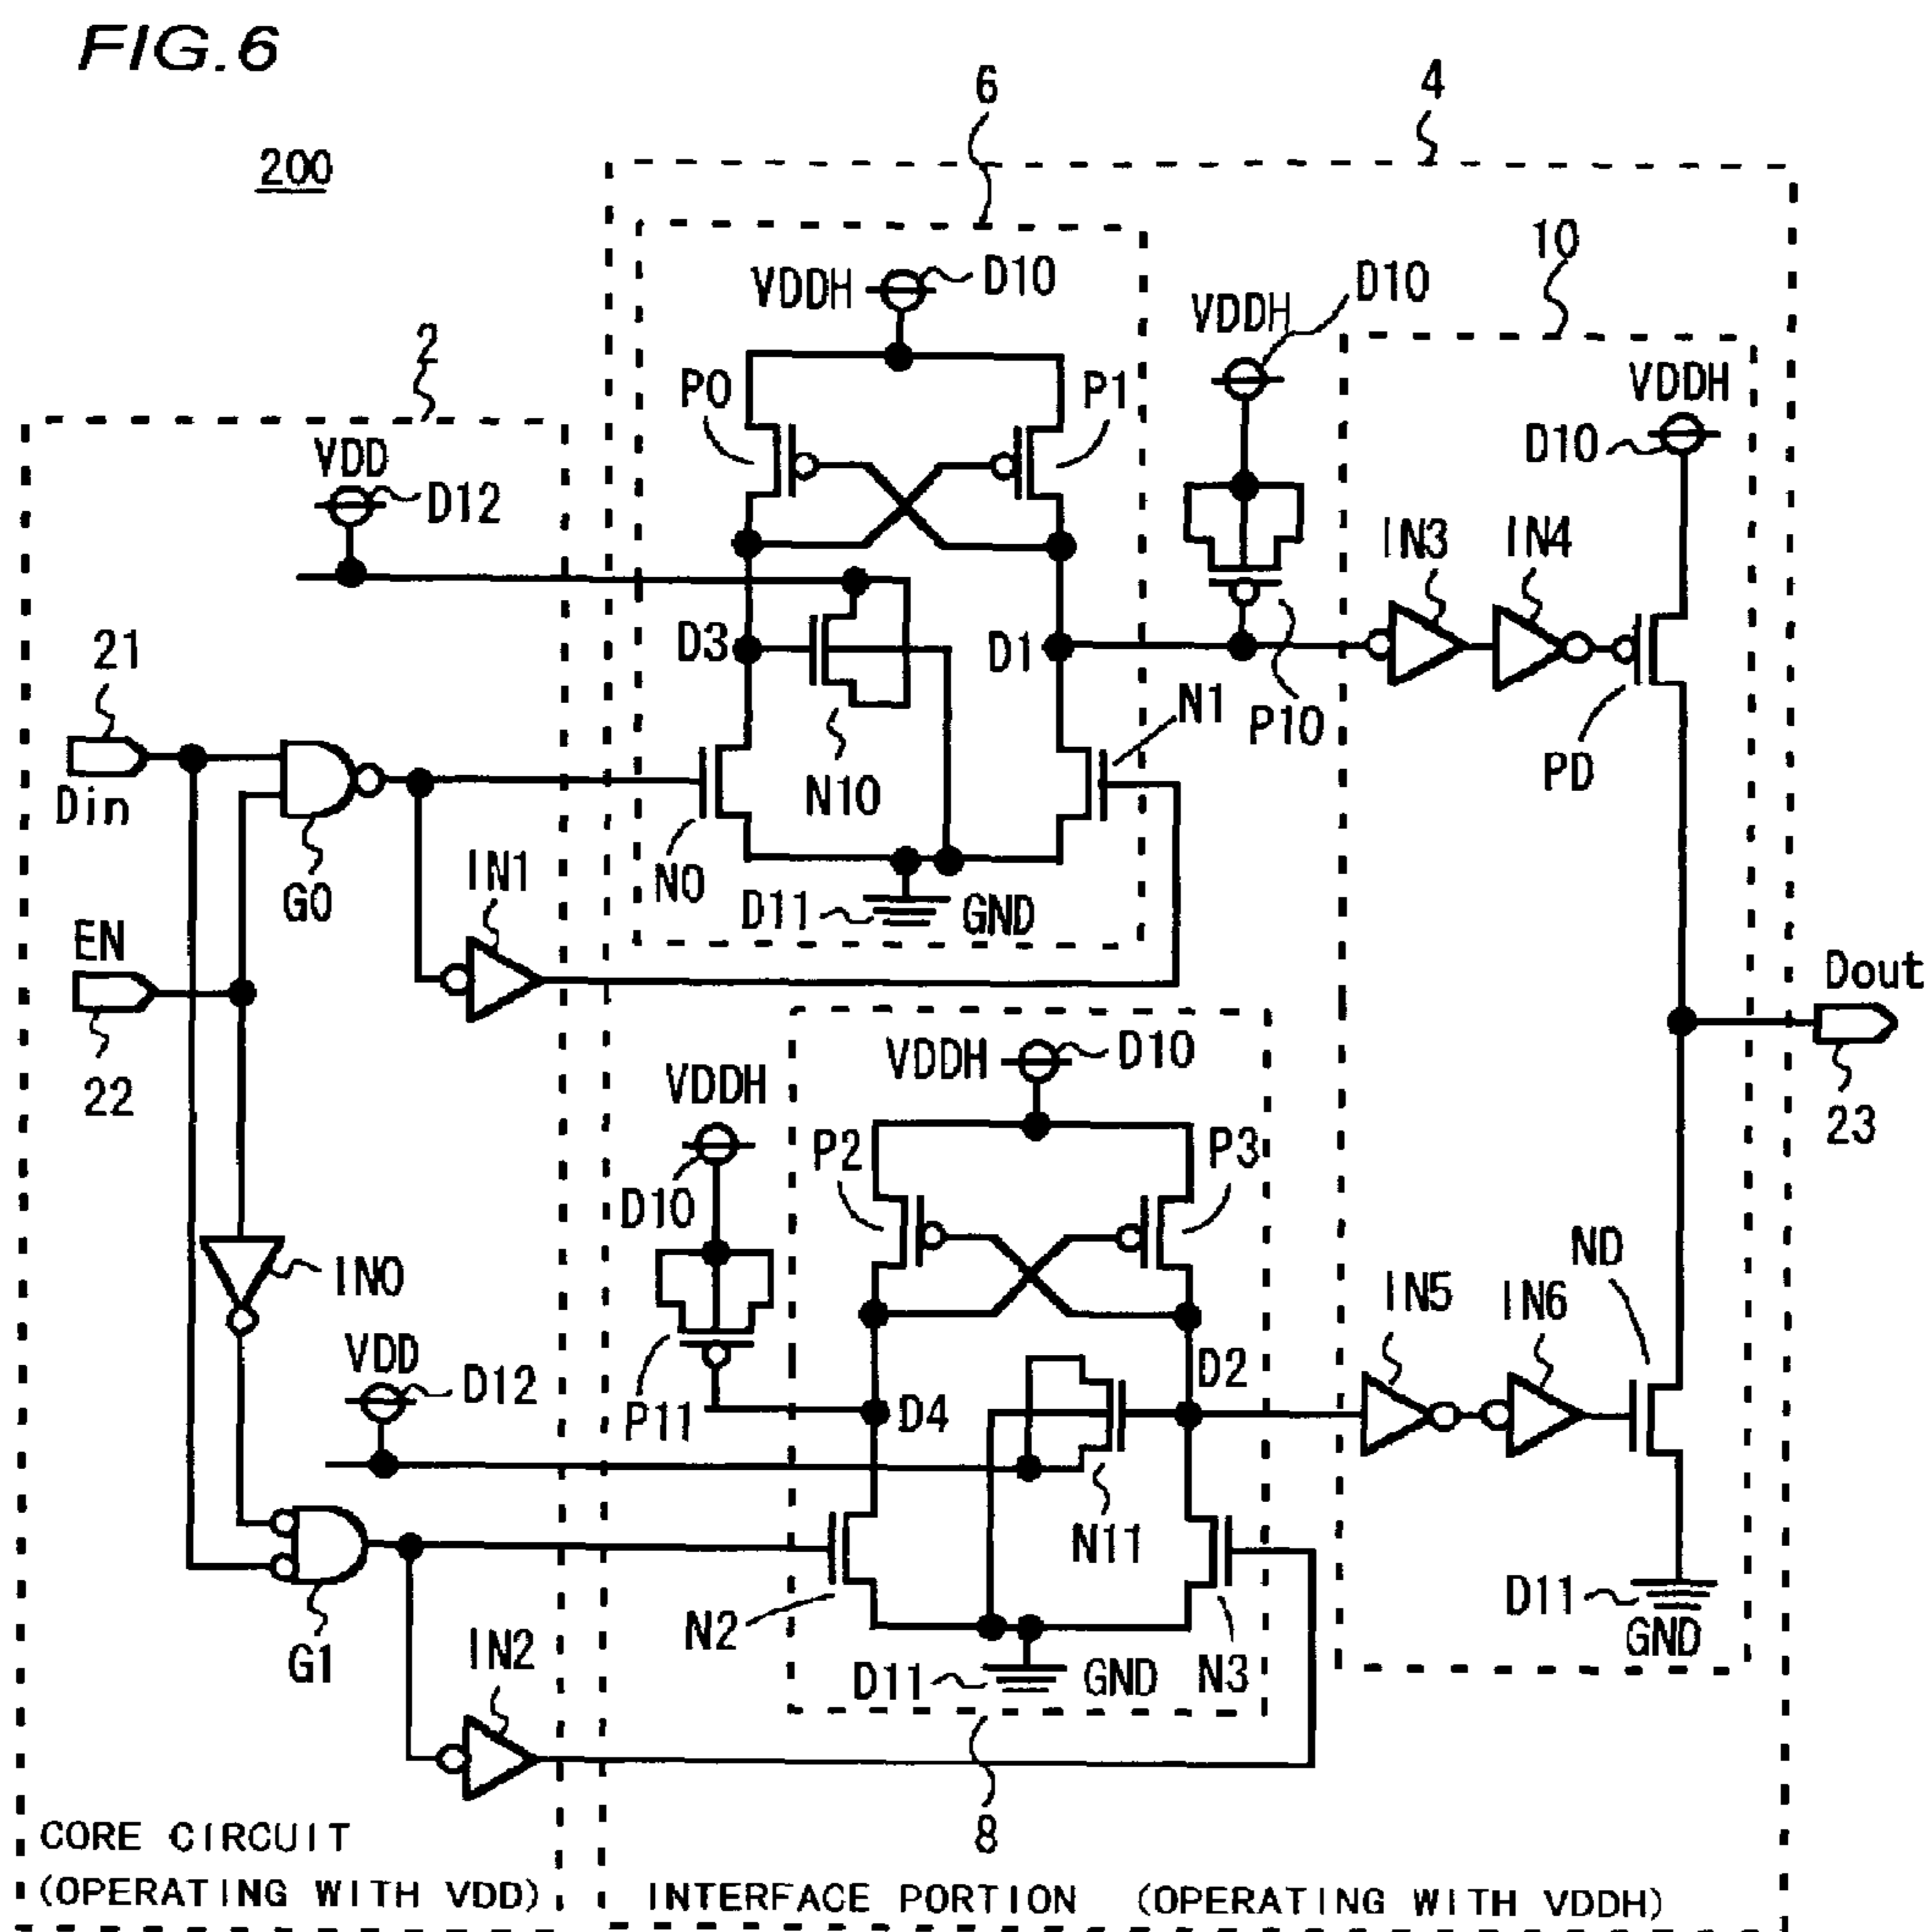 FIG.6
200
6
4
10
2
VDDH
D10
VDDH
D10
VDDH
D10
P0
P1
VDD
D12
IN3
IN4
21
D3
D1
N1
P10
PD
Din
N10
G0
IN1
N0
D11
GND
EN
22
Dout
23
VDDH
D10
VDDH
D10
P2
P3
IN0
ND
IN5
IN6
VDD
D12
P11
D4
D2
N11
N2
G1
IN2
D11
GND
N3
D11
GND
8
CORE CIRCUIT
(OPERATING WITH VDD)
INTERFACE PORTION (OPERATING WITH VDDH)